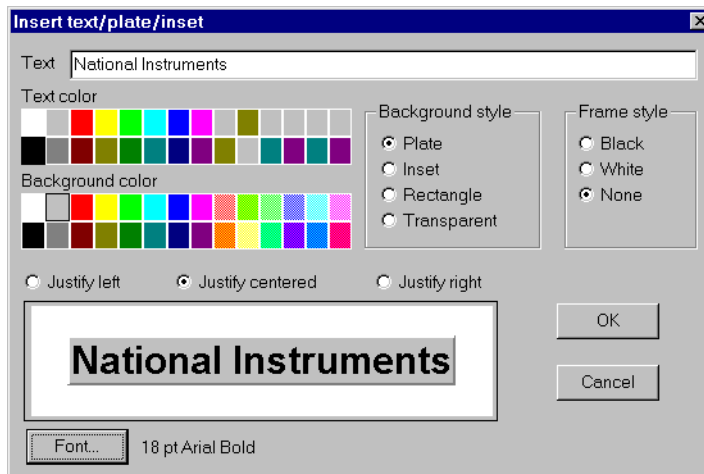 Insert text/plate/inset
Text National Instruments
Text color
Background color
Background style
Plate
Inset
Rectangle
Transparent
Frame style
Black
White
None
Justify left Justify centered Justify right
National Instruments
OK
Cancel
Font... 18 pt Arial Bold